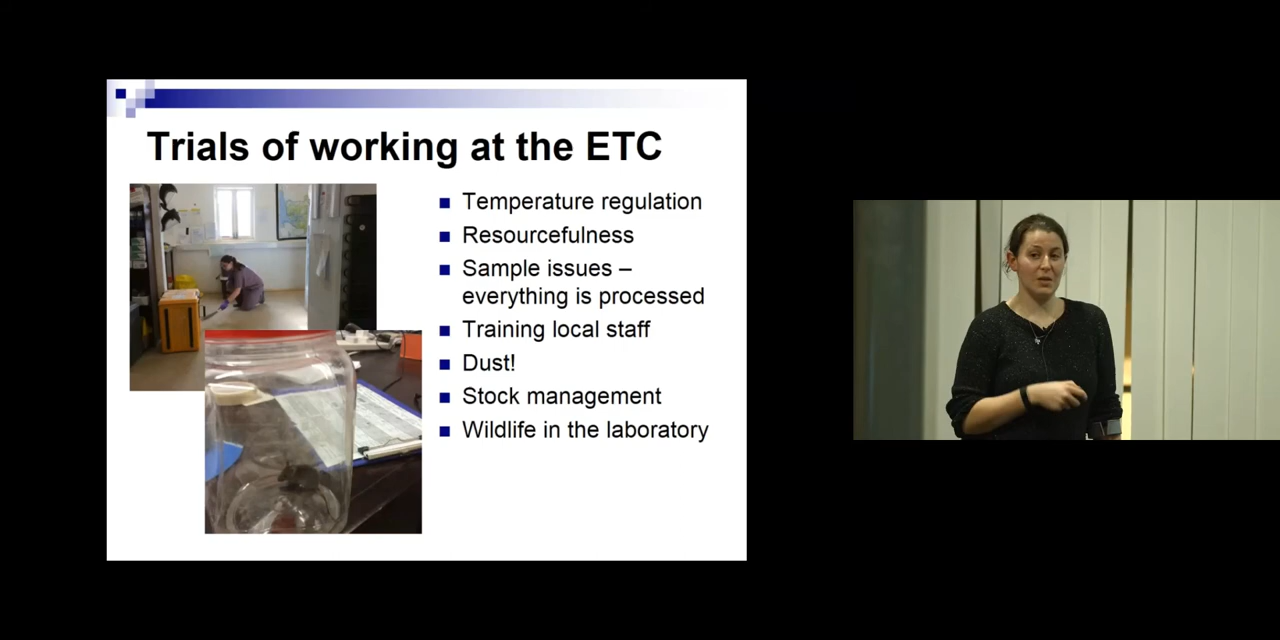 Trials of working at the ETC
Temperature regulation
Resourcefulness
Sample issues –
everything is processed
Training local staff
Dust!
Stock management
Wildlife in the laboratory